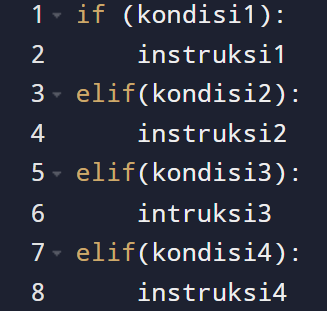 1 if (kondisi1):
2     instruksi1
3 elif(kondisi2):
4     instruksi2
5 elif(kondisi3):
6     intruksi3
7 elif(kondisi4):
8     instruksi4